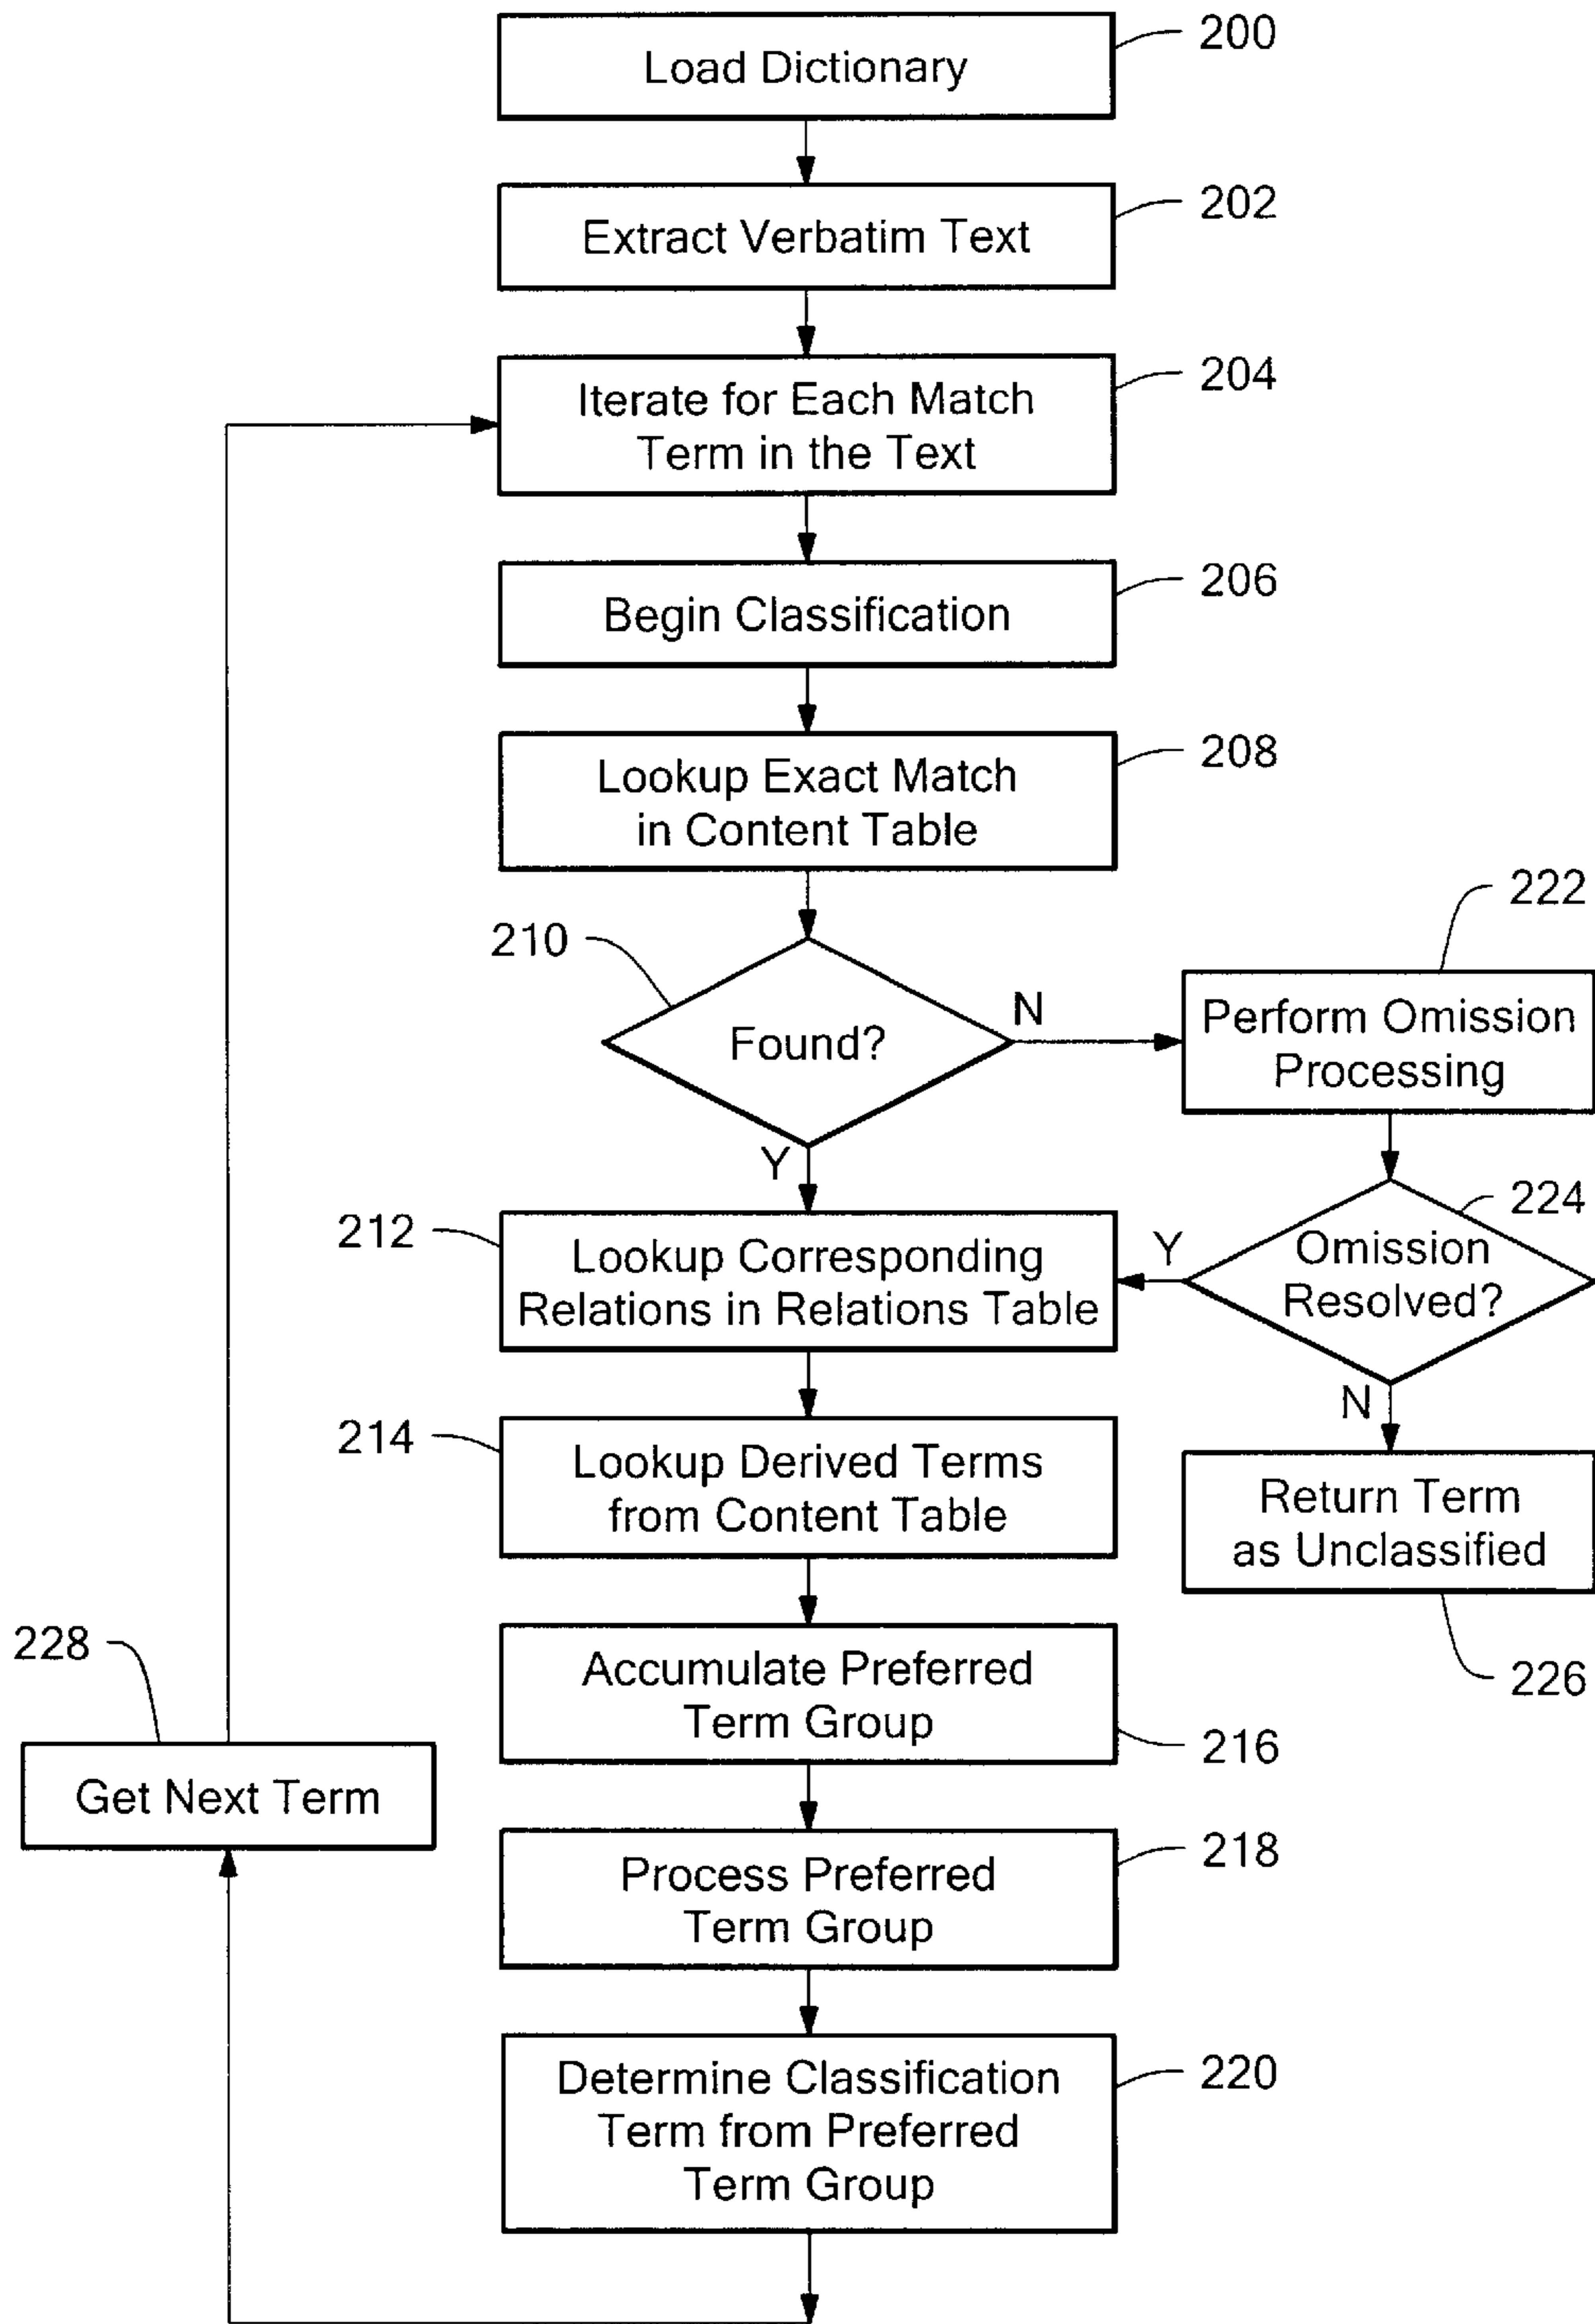 Load Dictionary
200
Extract Verbatim Text
202
Iterate for Each Match
Term in the Text
204
Begin Classification
206
Lookup Exact Match
in Content Table
208
210
Found?
N
Y
222
Perform Omission
Processing
224
Omission
Resolved?
Y
N
212
Lookup Corresponding
Relations in Relations Table
214
Lookup Derived Terms
from Content Table
Return Term
as Unclassified
226
Accumulate Preferred
Term Group
216
228
Get Next Term
Process Preferred
Term Group
218
Determine Classification
Term from Preferred
Term Group
220